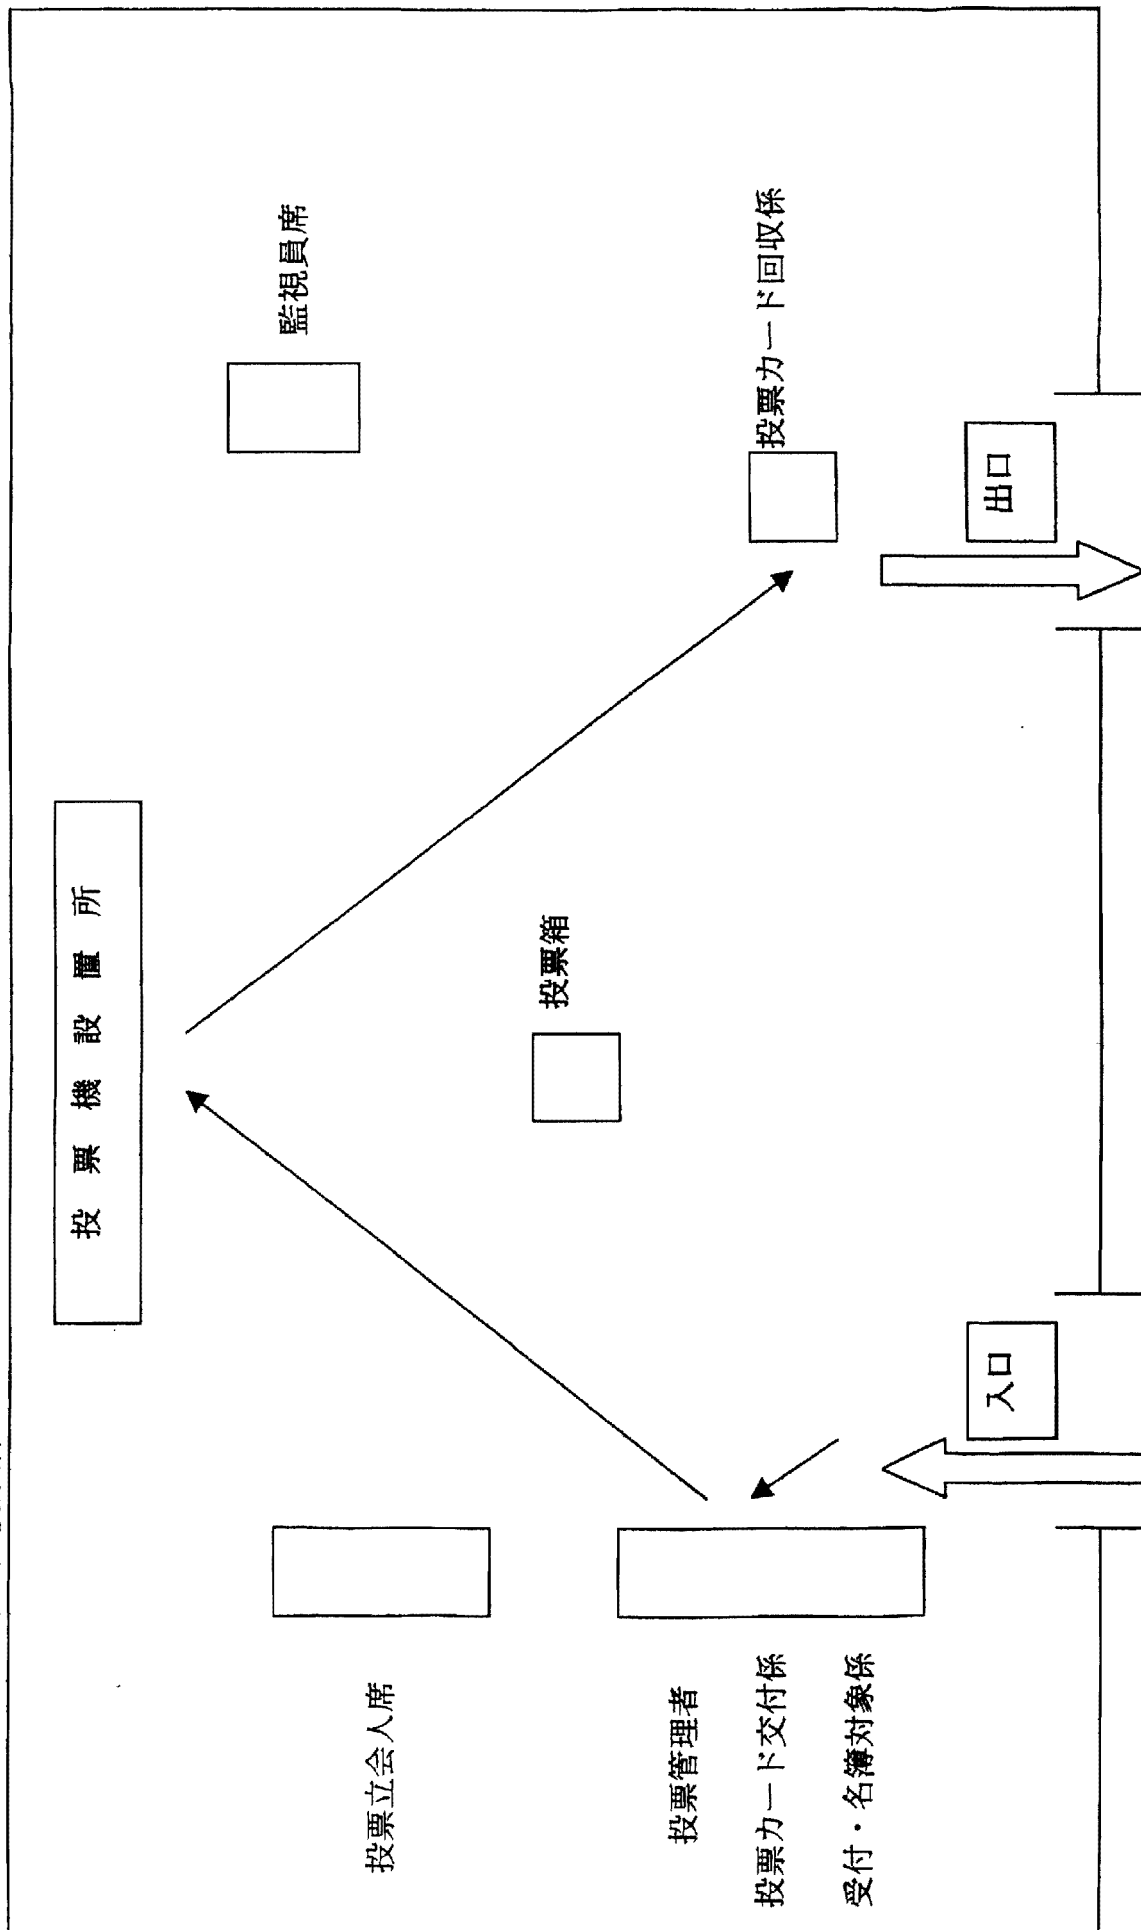 投票機設置所
監視員席
投票立会人席
投票箱
投票管理者
投票カード交付係
受付・名簿対象係
投票カード回収係
入口
出口